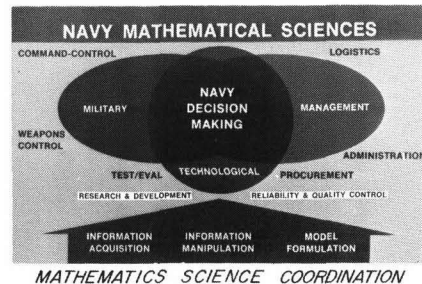 NAVY MATHEMATICAL SCIENCES
COMMAND-CONTROL
LOGISTICS
NAVY
DECISION
MAKING
MILITARY
MANAGEMENT
WEAPONS
CONTROL
ADMINISTRATION
TEST/EVAL
TECHNOLOGICAL
PROCUREMENT
RESEARCH & DEVELOPMENT
RELIABILITY & QUALITY CONTROL
INFORMATION
ACQUISITION
INFORMATION
MANIPULATION
MODEL
FORMULATION
MATHEMATICS SCIENCE COORDINATION